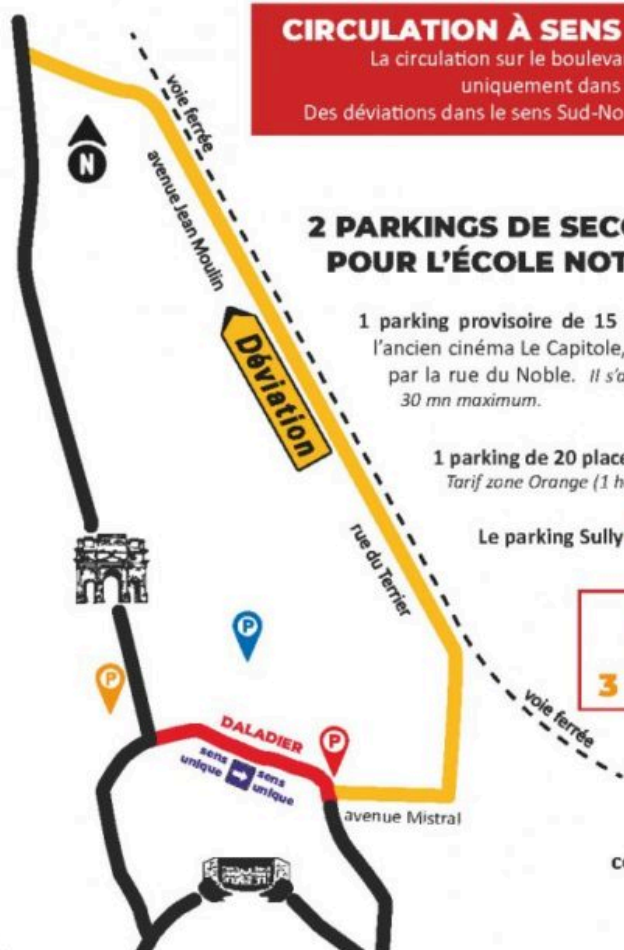 CIRCULATION À SENS
La circulation sur le bouleva
uniquement dans
Des déviations dans le sens Sud-No
voie ferrée
N
avenue Jean Moulin
2 PARKINGS DE SECO
POUR L'ÉCOLE NOT
1 parking provisoire de 15
l'ancien cinéma Le Capitole,
par la rue du Noble. Il s'a
30 mn maximum.
Déviation
1 parking de 20 place
Tarif zone Orange (1 h
rue du Terrier
Le parking Sully
P
P
3
voie ferrée
DALADIER
P
sens unique
sens unique
avenue Mistral
co